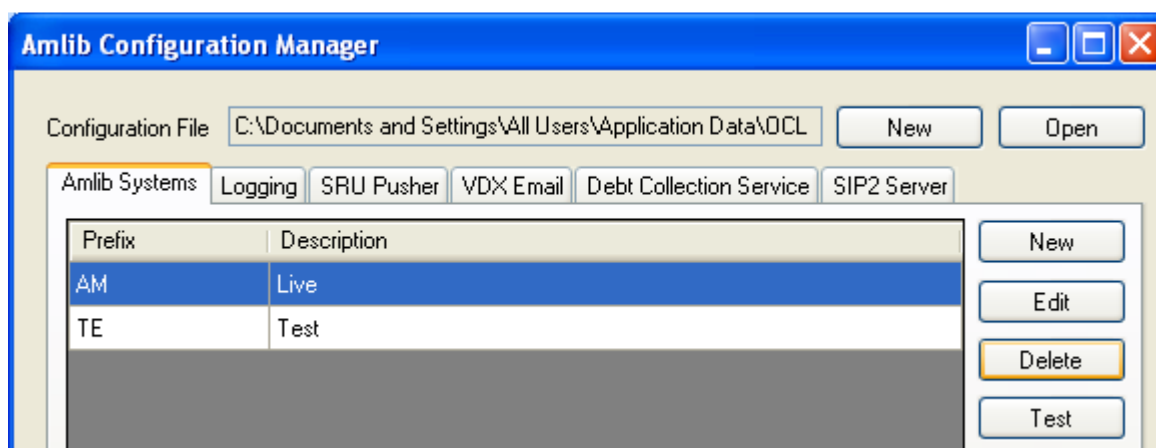 Amlib Configuration Manager
Configuration File C:\Documents and Settings\All Users\Application Data\OCL New Open
Amlib Systems Logging SRU Pusher VDX Email Debt Collection Service SIP2 Server
Prefix Description New
AM Live
Edit
TE Test
Delete
Test